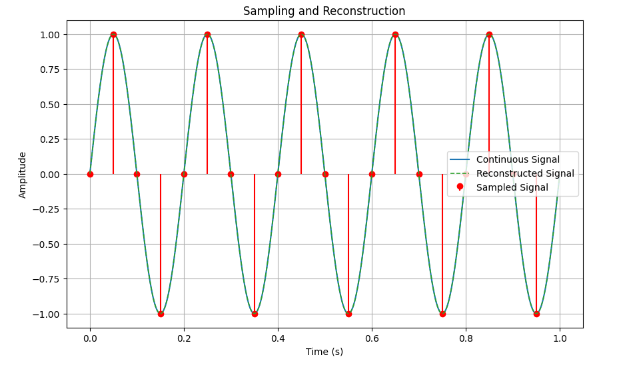 Sampling and Reconstruction
1.00
0.75
0.50
0.25
0.00
−0.25
−0.50
−0.75
−1.00
Amplitude
Continuous Signal
Reconstructed Signal
Sampled Signal
0.0 0.2 0.4 0.6 0.8 1.0
Time (s)